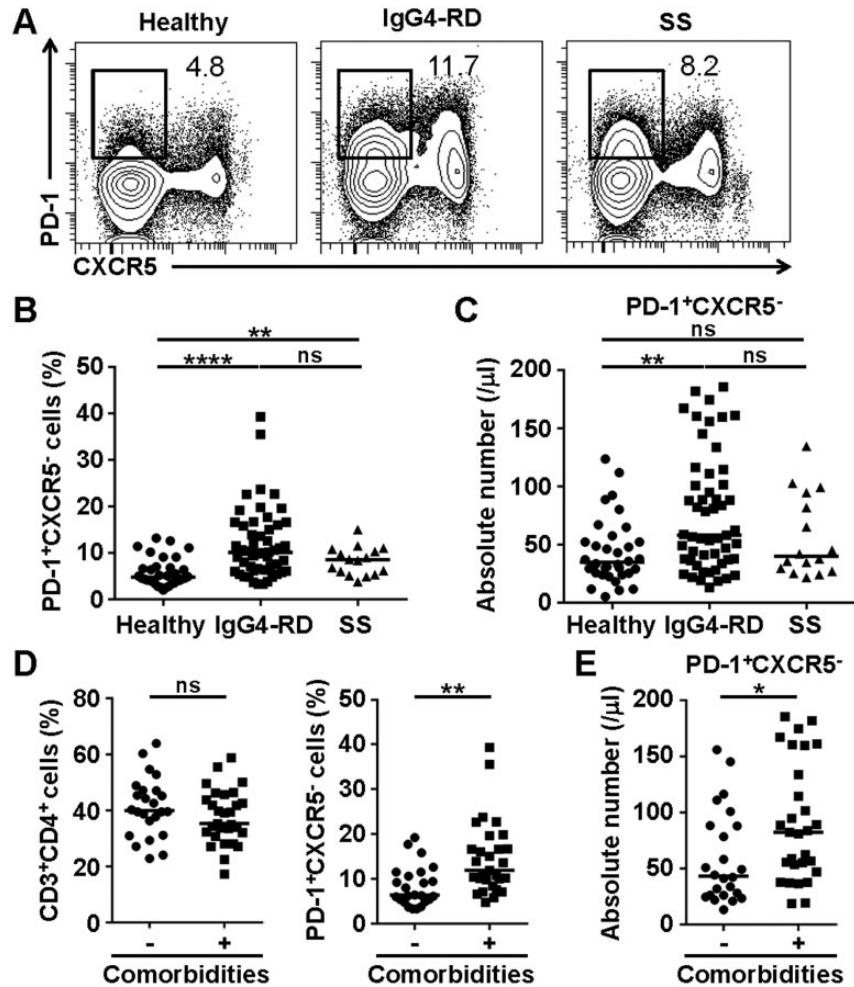 A
Healthy IgG4-RD SS
4.8 11.7 8.2
PD-1
CXCR5
B
**
**** ns
PD-1⁺CXCR5⁻ cells (%)
50
40
30
20
10
0
Healthy IgG4-RD SS
C
PD-1⁺CXCR5⁻
ns
** ns
Absolute number (/µl)
200
150
100
50
0
Healthy IgG4-RD SS
D
ns
CD3⁺CD4⁺ cells (%)
80
60
40
20
0
- +
Comorbidities
**
PD-1⁺CXCR5⁻ cells (%)
50
40
30
20
10
0
- +
Comorbidities
E
PD-1⁺CXCR5⁻
*
Absolute number (/µl)
200
150
100
50
0
- +
Comorbidities